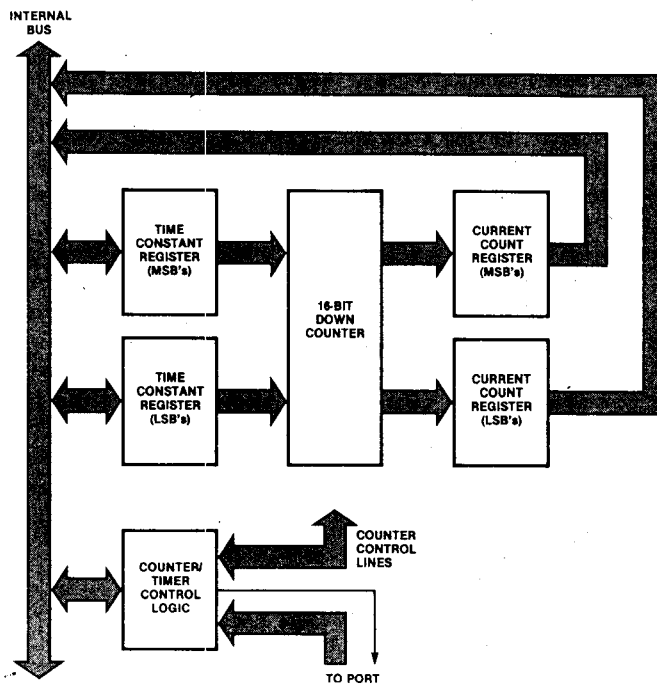 INTERNAL
BUS
TIME
CONSTANT
REGISTER
(MSB's)
16-BIT
DOWN
COUNTER
CURRENT
COUNT
REGISTER
(MSB's)
TIME
CONSTANT
REGISTER
(LSB's)
CURRENT
COUNT
REGISTER
(LSB's)
COUNTER/
TIMER
CONTROL
LOGIC
COUNTER
CONTROL
LINES
TO PORT